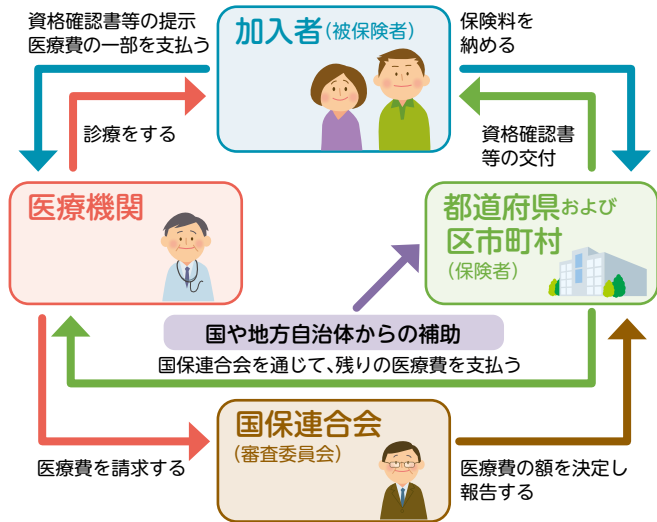 資格確認書等の提示
医療費の一部を支払う
加入者(被保険者)
保険料を
納める
診療をする
資格確認書
等の交付
医療機関
都道府県および
区市町村
(保険者)
国や地方自治体からの補助
国保連合会を通じて、残りの医療費を支払う
国保連合会
(審査委員会)
医療費を請求する
医療費の額を決定し
報告する